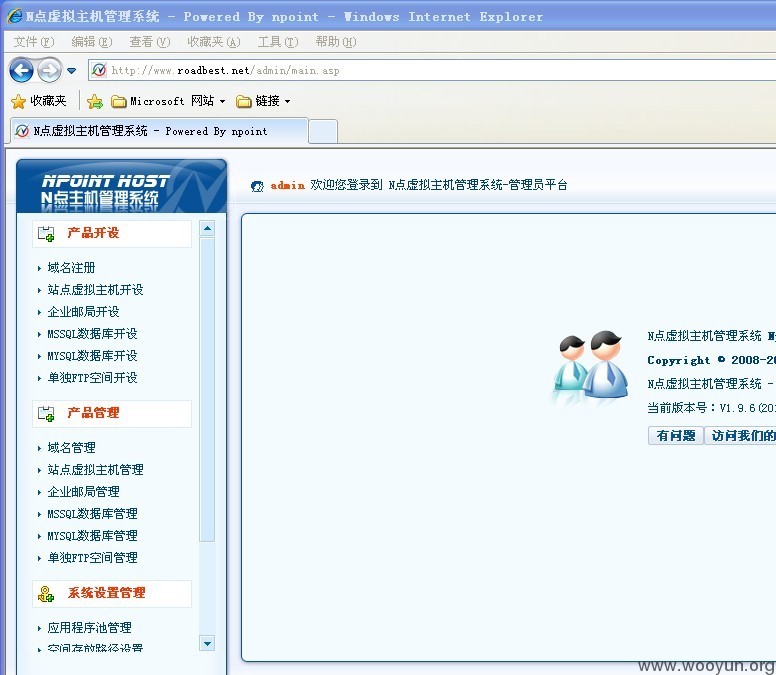 N点虚拟主机管理系统 - Powered By npoint - Windows Internet Explorer
文件(F) 编辑(E) 查看(V) 收藏夹(A) 工具(T) 帮助(H)
http://www.roadbest.net/admin/main.asp
收藏夹 Microsoft 网站 链接
N点虚拟主机管理系统 - Powered By npoint
NPOINT HOST
N点主机管理系统
admin 欢迎您登录到 N点虚拟主机管理系统-管理员平台
产品开设
域名注册
站点虚拟主机开设
企业邮局开设
MSSQL数据库开设
MYSQL数据库开设
单独FTP空间开设
产品管理
域名管理
站点虚拟主机管理
企业邮局管理
MSSQL数据库管理
MYSQL数据库管理
单独FTP空间管理
系统设置管理
应用程序池管理
空间存放路径设置
N点虚拟主机管理系统
Copyright © 2008-20
N点虚拟主机管理系统 -
当前版本号：V1.9.6(20
有问题 访问我们的
www.wooyun.org